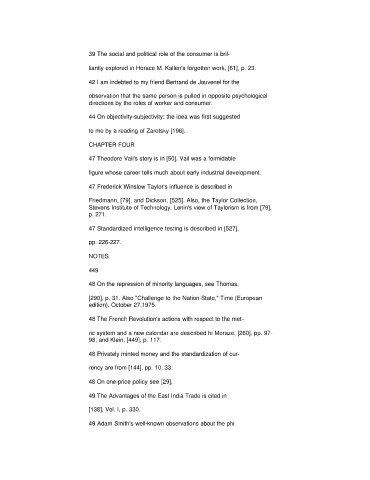 39 The social and political role of the consumer is bril-
liantly explored in Horace M. Kallen's forgotten work, [61], p. 23.
42 I am indebted to my friend Bertrand de Jouvenel for the
observation that the same person is pulled in opposite psychological
directions by the roles of worker and consumer.
44 On objectivity-subjectivity: the idea was first suggested
to me by a reading of Zaretsky [196].
CHAPTER FOUR
47 Theodore Vail's story is in [50]. Vail was a formidable
figure whose career tells much about early industrial development.
47 Frederick Winslow Taylor's influence is described in
Friedmann, [79], and Dickson, [525]. Also, the Taylor Collection,
Stevens Institute of Technology. Lenin's view of Taylorism is from [79],
p. 271.
47 Standardized intelligence testing is described in [527],
pp. 226-227.
NOTES
449
48 On the repression of minority languages, see Thomas,
[290], p. 31. Also "Challenge to the Nation-State," Time (European
edition), October 27,1975.
48 The French Revolution's actions with respect to the met-
ric system and a new calendar are described hi Morazé, [260], pp. 97-
98; and Klein, [449], p. 117.
48 Privately minted money and the standardization of cur-
rency are from [144], pp. 10, 33.
48 On one-price policy see [29],
49 The Advantages of the East India Trade is cited in
[138], Vol. I, p. 330.
49 Adam Smith's well-known observations about the phi